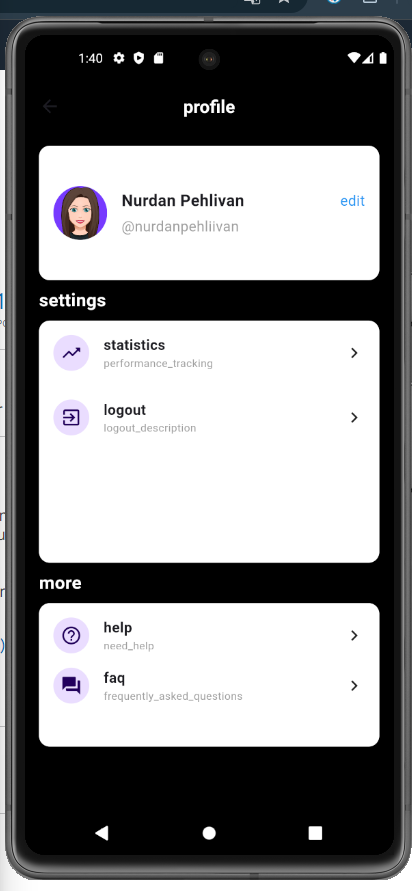 1:40
profile
Nurdan Pehlivan
edit
@nurdanpehliivan
settings
statistics
performance_tracking
logout
logout_description
more
help
need_help
faq
frequently_asked_questions